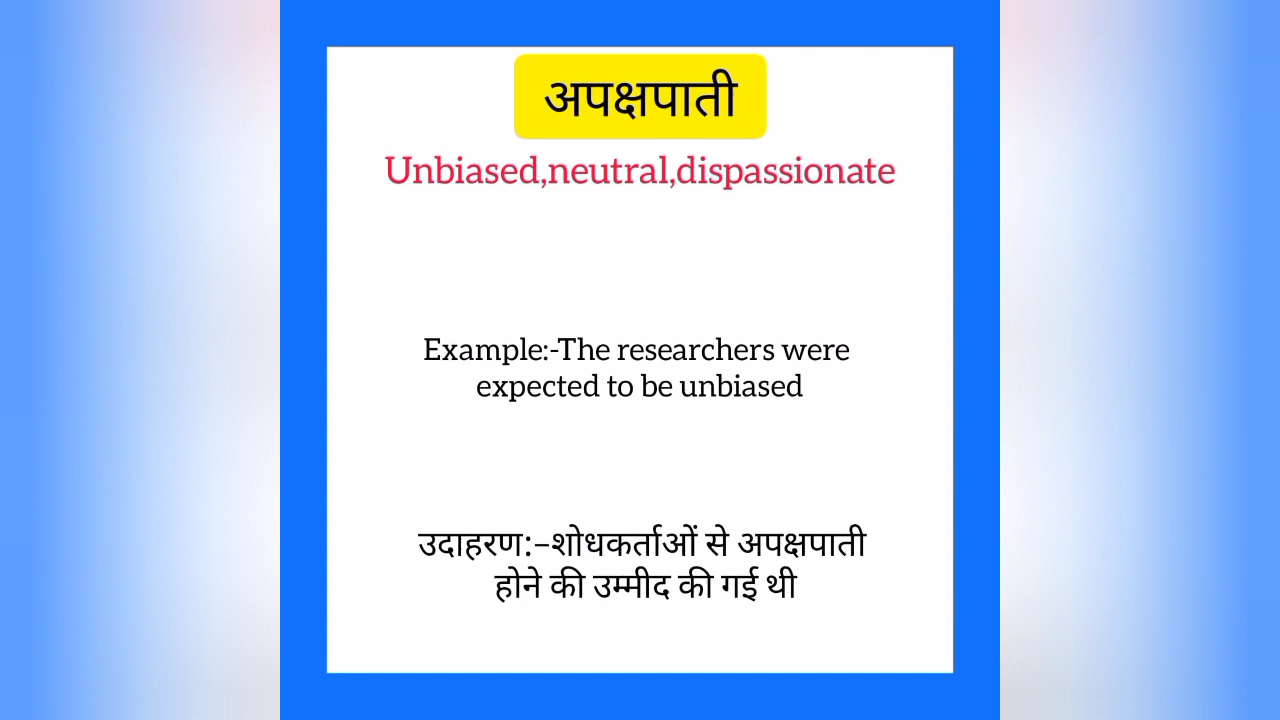 अपक्षपाती
Unbiased,neutral,dispassionate
Example:-The researchers were
expected to be unbiased
उदाहरण:–शोधकर्ताओं से अपक्षपाती
होने की उम्मीद की गई थी